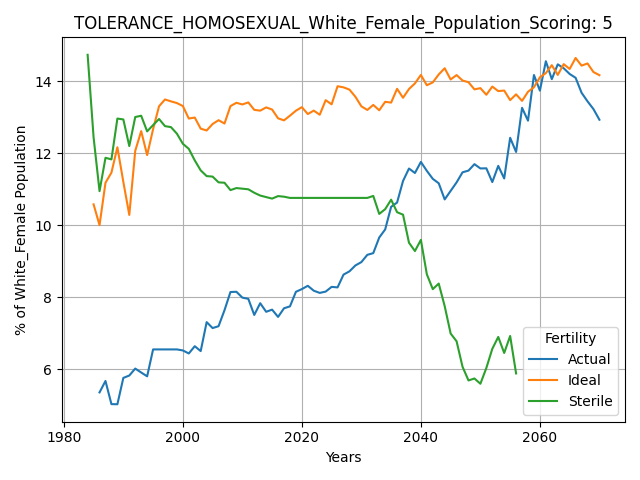 TOLERANCE_HOMOSEXUAL_White_Female_Population_Scoring: 5
% of White_Female Population
14
12
10
8
6
1980
2000
2020
2040
2060
Years
Fertility
Actual
Ideal
Sterile